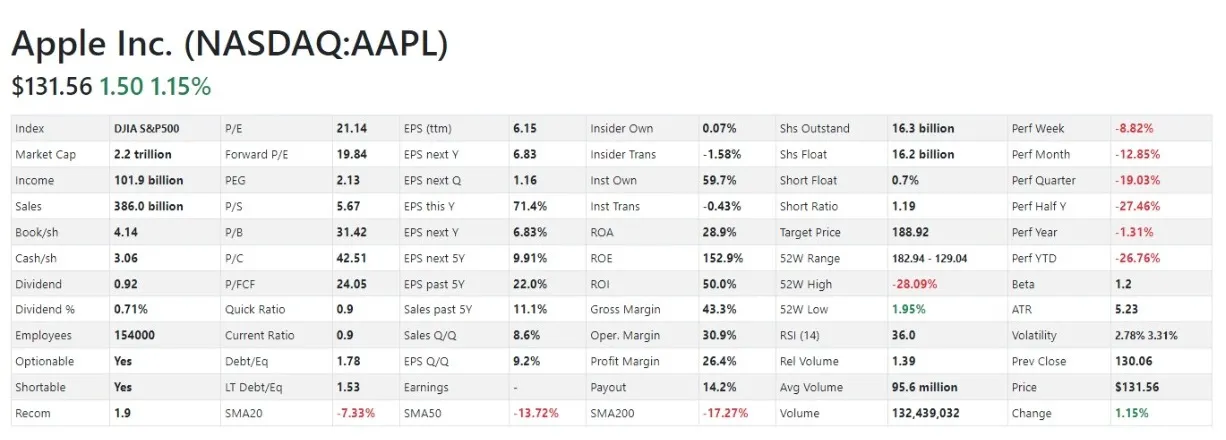 Apple Inc. (NASDAQ:AAPL)
$131.56 1.50 1.15%
Index DJIA S&P500 P/E 21.14 EPS (ttm) 6.15 Insider Own 0.07% Shs Outstand 16.3 billion Perf Week -8.82%
Market Cap 2.2 trillion Forward P/E 19.84 EPS next Y 6.83 Insider Trans -1.58% Shs Float 16.2 billion Perf Month -12.85%
Income 101.9 billion PEG 2.13 EPS next Q 1.16 Inst Own 59.7% Short Float 0.7% Perf Quarter -19.03%
Sales 386.0 billion P/S 5.67 EPS this Y 71.4% Inst Trans -0.43% Short Ratio 1.19 Perf Half Y -27.46%
Book/sh 4.14 P/B 31.42 EPS next Y 6.83% ROA 28.9% Target Price 188.92 Perf Year -1.31%
Cash/sh 3.06 P/C 42.51 EPS next 5Y 9.91% ROE 152.9% 52W Range 182.94 - 129.04 Perf YTD -26.76%
Dividend 0.92 P/FCF 24.05 EPS past 5Y 22.0% ROI 50.0% 52W High -28.09% Beta 1.2
Dividend % 0.71% Quick Ratio 0.9 Sales past 5Y 11.1% Gross Margin 43.3% 52W Low 1.95% ATR 5.23
Employees 154000 Current Ratio 0.9 Sales Q/Q 8.6% Oper. Margin 30.9% RSI (14) 36.0 Volatility 2.78% 3.31%
Optionable Yes Debt/Eq 1.78 EPS Q/Q 9.2% Profit Margin 26.4% Rel Volume 1.39 Prev Close 130.06
Shortable Yes LT Debt/Eq 1.53 Earnings - Payout 14.2% Avg Volume 95.6 million Price $131.56
Recom 1.9 SMA20 -7.33% SMA50 -13.72% SMA200 -17.27% Volume 132,439,032 Change 1.15%